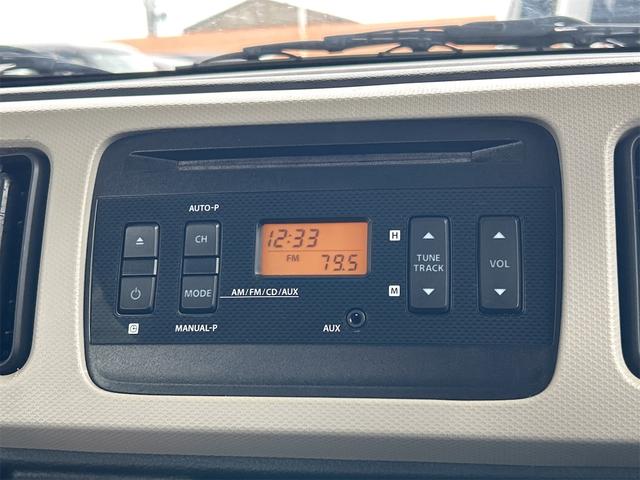 AUTO-P
CH
MODE
MANUAL-P
12:33
FM
79.5
AM/FM/CD/AUX
AUX
H
M
TUNE
TRACK
VOL